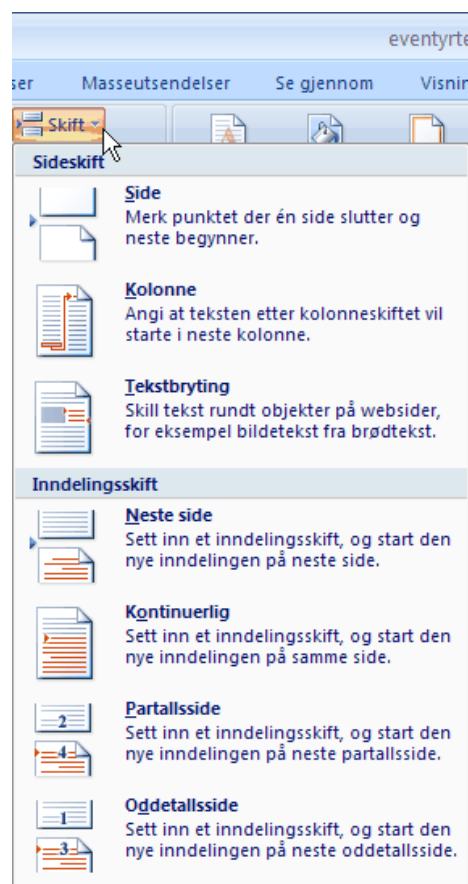 eventyrte
ser Masseutsendelser Se gjennom Visnin
Skift
Sideskift
Side
Merk punktet der én side slutter og
neste begynner.
Kolonne
Angi at teksten etter kolonneskiftet vil
starte i neste kolonne.
Tekstbryting
Skill tekst rundt objekter på websider,
for eksempel bildetekst fra brødtekst.
Inndelingsskift
Neste side
Sett inn et inndelingsskift, og start den
nye inndelingen på neste side.
Kontinuerlig
Sett inn et inndelingsskift, og start den
nye inndelingen på samme side.
2
4
Partallsside
Sett inn et inndelingsskift, og start den
nye inndelingen på neste partallsside.
1
3
Oddetallsside
Sett inn et inndelingsskift, og start den
nye inndelingen på neste oddetallsside.